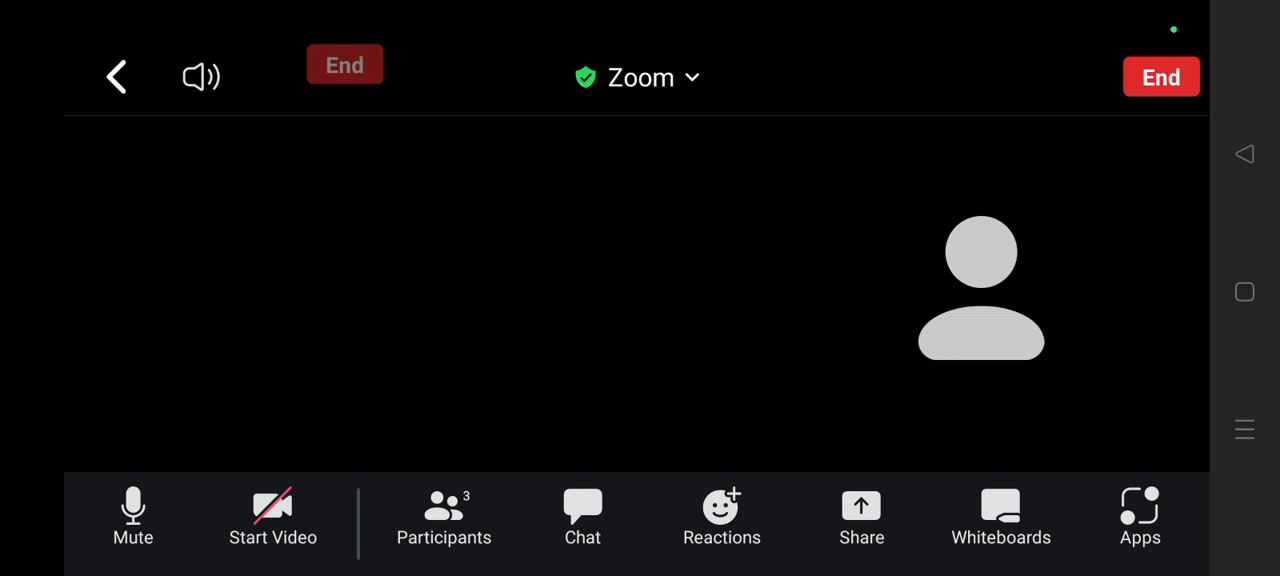 End
Zoom
End
3
Mute
Start Video
Participants
Chat
Reactions
Share
Whiteboards
Apps